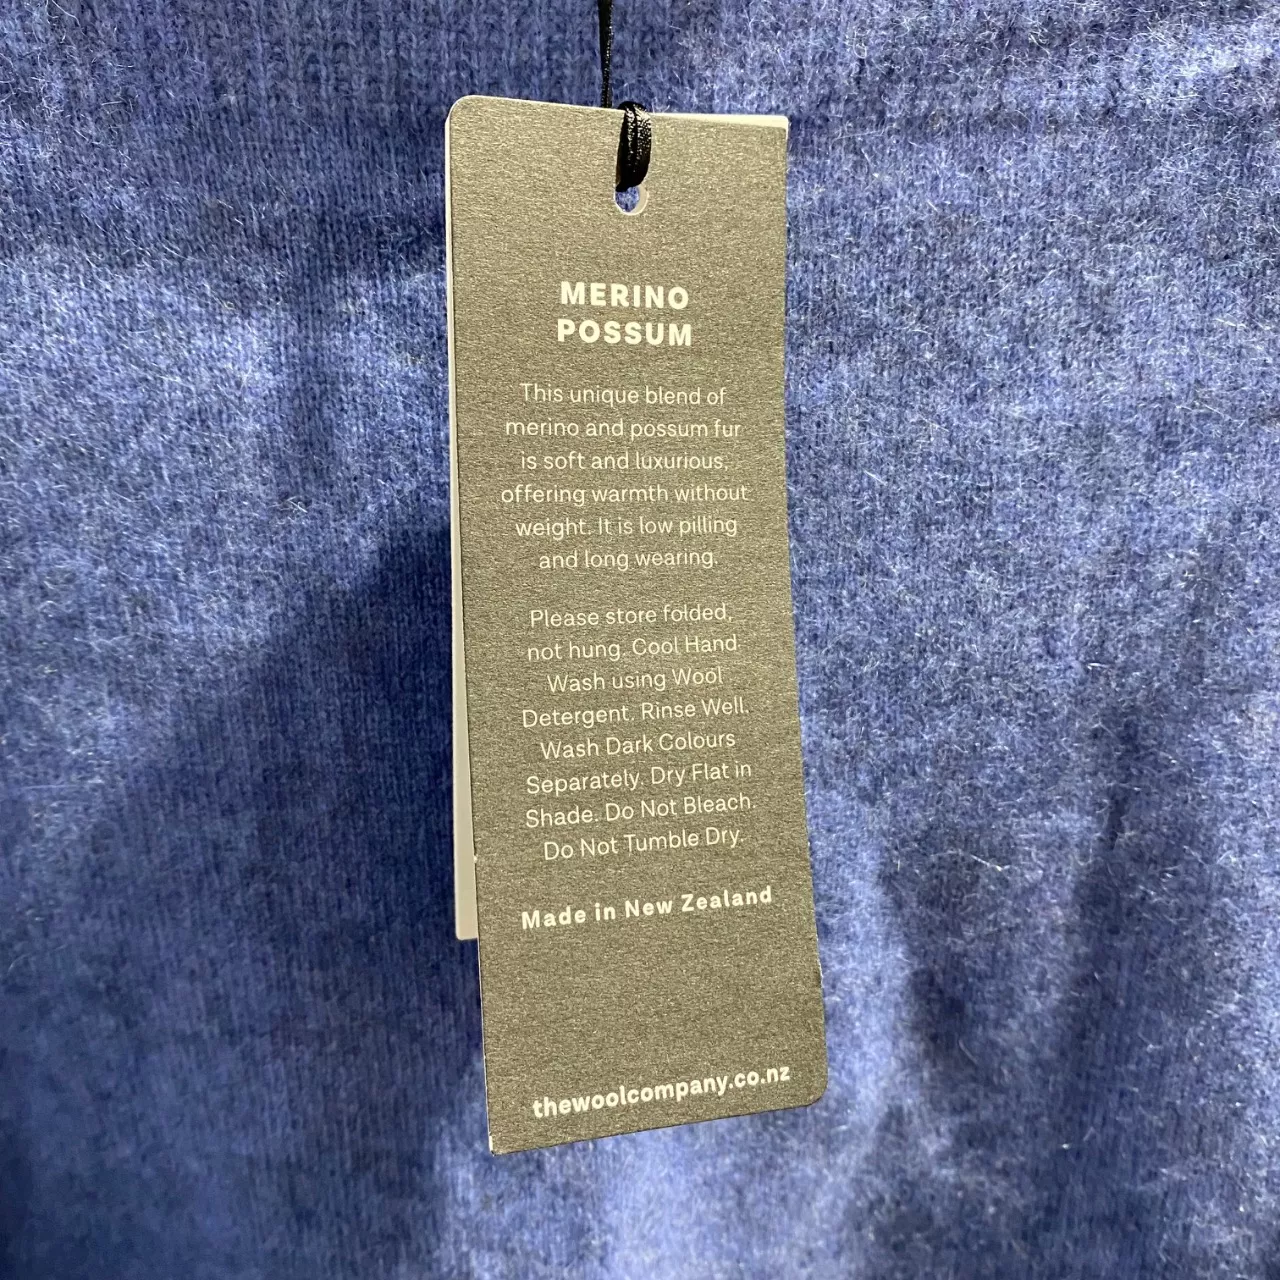 MERINO
POSSUM
This unique blend of
merino and possum fur
is soft and luxurious,
offering warmth without
weight. It is low pilling
and long wearing.
Please store folded,
not hung. Cool Hand
Wash using Wool
Detergent. Rinse Well.
Wash Dark Colours
Separately. Dry Flat in
Shade. Do Not Bleach.
Do Not Tumble Dry.
Made in New Zealand
thewoolcompany.co.nz